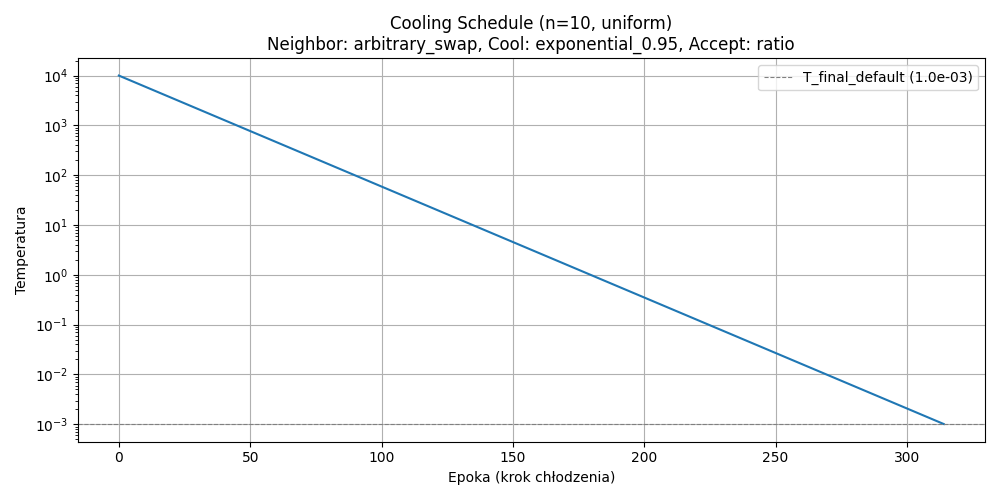 Cooling Schedule (n=10, uniform)
Neighbor: arbitrary_swap, Cool: exponential_0.95, Accept: ratio
T_final_default (1.0e-03)
Temperatura
10⁴
10³
10²
10¹
10⁰
10⁻¹
10⁻²
10⁻³
0 50 100 150 200 250 300
Epoka (krok chłodzenia)